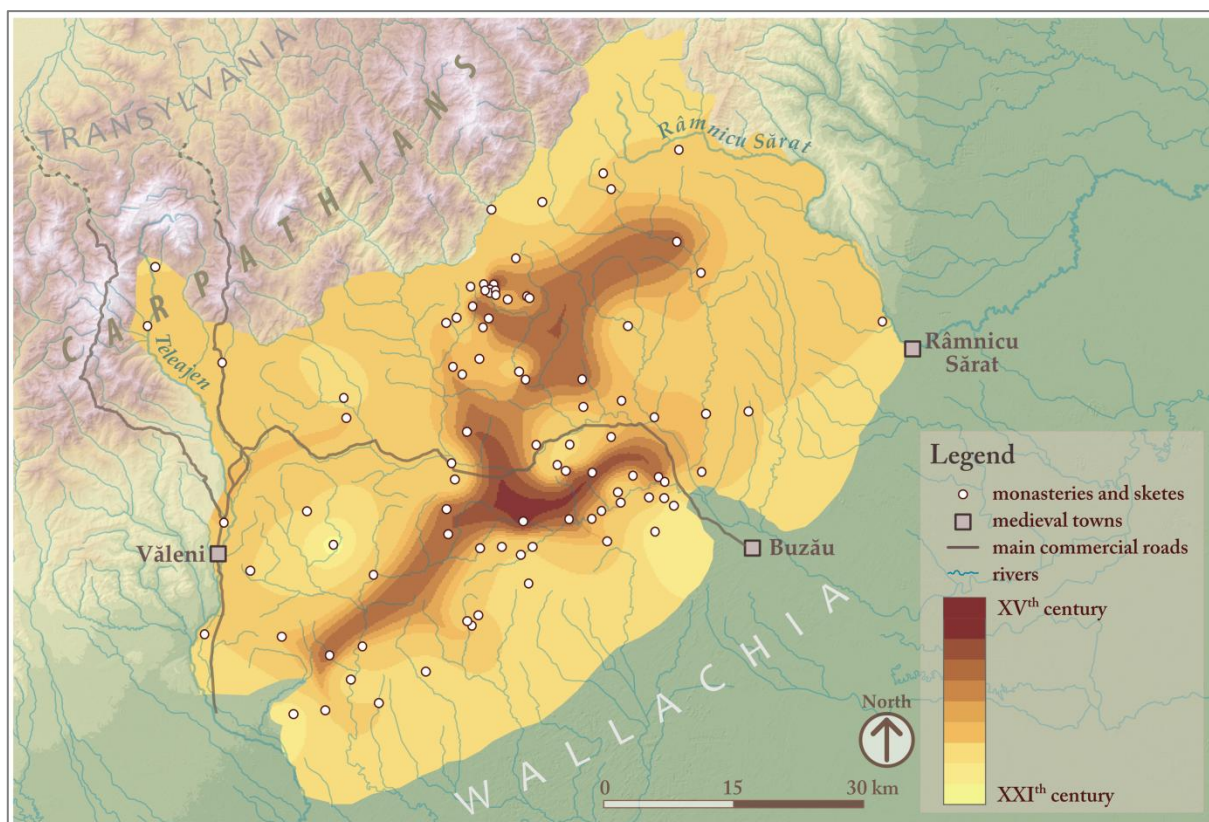 TRANSYLVANIA
CARPATHIANS
Râmnicu Sărat
Teleajen
Râmnicu
Sărat
Văleni
Buzău
WALLACHIA
North
0 15 30 km
Legend
monasteries and sketes
medieval towns
main commercial roads
rivers
XVth century
XXIth century